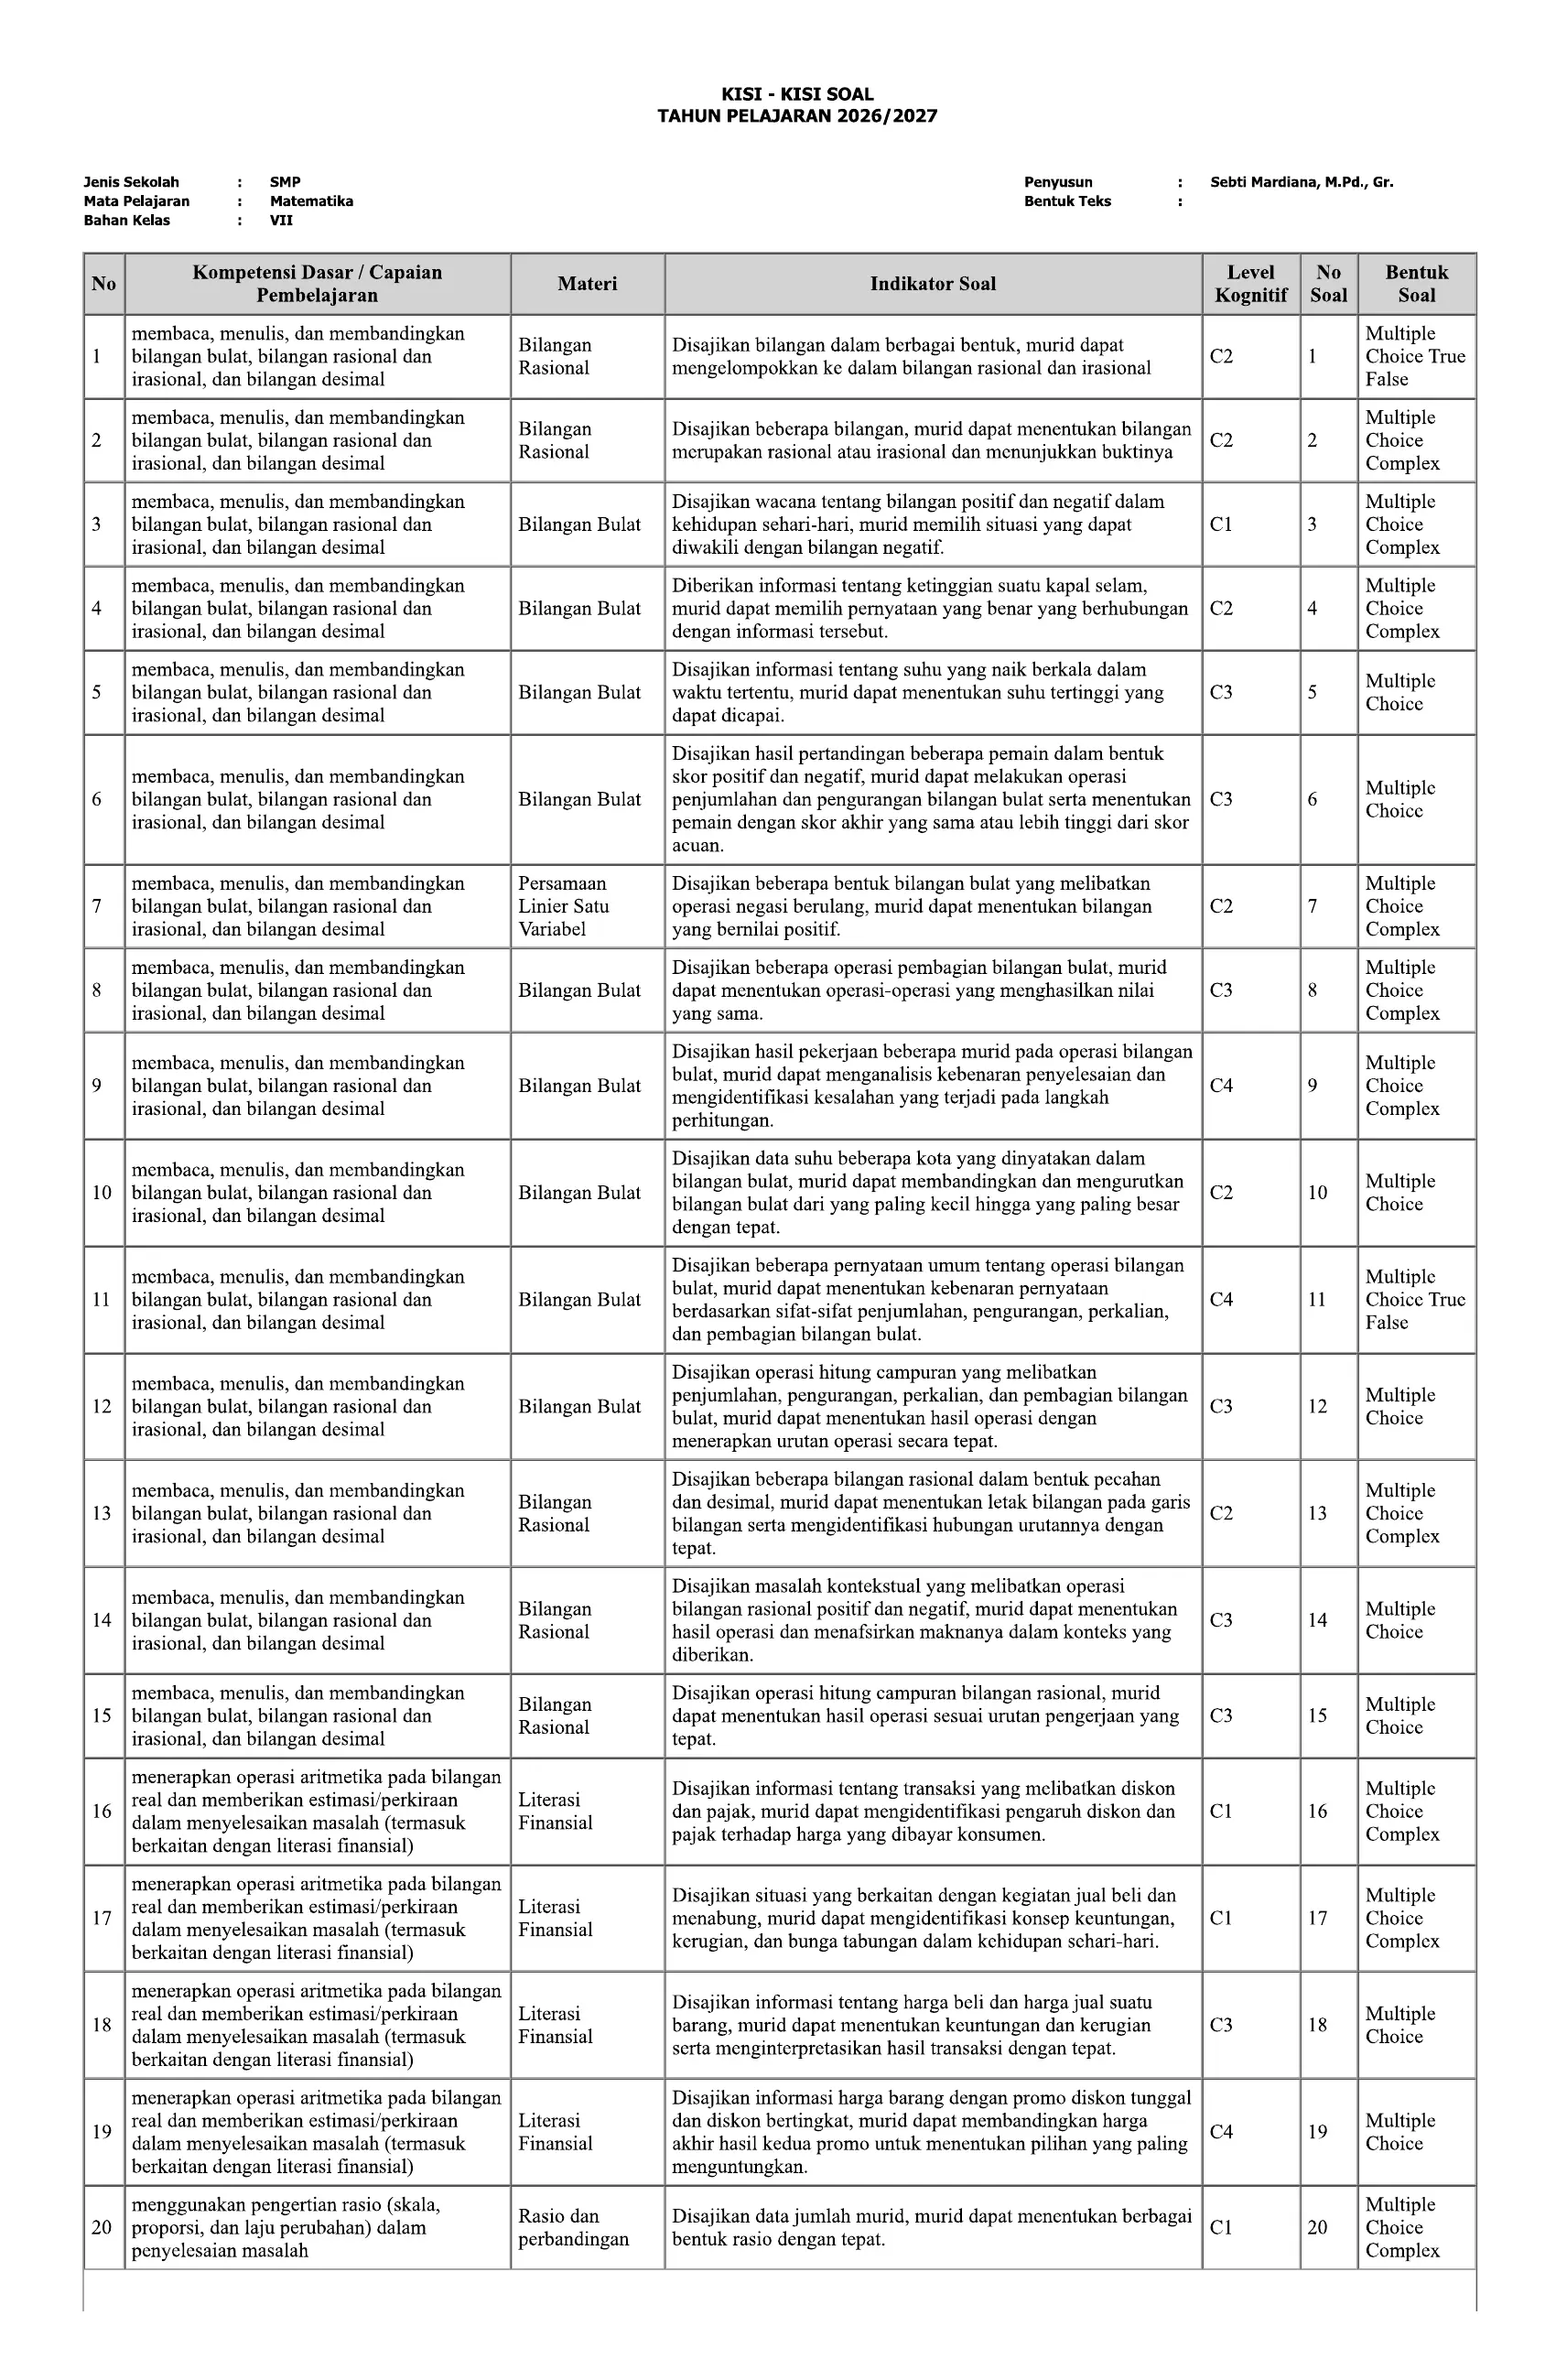 KISI - KISI SOAL
TAHUN PELAJARAN 2026/2027
Jenis Sekolah : SMP
Mata Pelajaran : Matematika
Bahan Kelas : VII
Penyusun : Sebti Mardiana, M.Pd., Gr.
Bentuk Teks :
No | Kompetensi Dasar / Capaian Pembelajaran | Materi | Indikator Soal | Level Kognitif | No Soal | Bentuk Soal
1
membaca, menulis, dan membandingkan
bilangan bulat, bilangan rasional dan
irasional, dan bilangan desimal
Bilangan
Rasional
Disajikan bilangan dalam berbagai bentuk, murid dapat
mengelompokkan ke dalam bilangan rasional dan irasional
C2
1
Multiple
Choice True
False
2
membaca, menulis, dan membandingkan
bilangan bulat, bilangan rasional dan
irasional, dan bilangan desimal
Bilangan
Rasional
Disajikan beberapa bilangan, murid dapat menentukan bilangan
merupakan rasional atau irasional dan menunjukkan buktinya
C2
2
Multiple
Choice
Complex
3
membaca, menulis, dan membandingkan
bilangan bulat, bilangan rasional dan
irasional, dan bilangan desimal
Bilangan Bulat
Disajikan wacana tentang bilangan positif dan negatif dalam
kehidupan sehari-hari, murid memilih situasi yang dapat
diwakili dengan bilangan negatif.
C1
3
Multiple
Choice
Complex
4
membaca, menulis, dan membandingkan
bilangan bulat, bilangan rasional dan
irasional, dan bilangan desimal
Bilangan Bulat
Diberikan informasi tentang ketinggian suatu kapal selam,
murid dapat memilih pernyataan yang benar yang berhubungan
dengan informasi tersebut.
C2
4
Multiple
Choice
Complex
5
membaca, menulis, dan membandingkan
bilangan bulat, bilangan rasional dan
irasional, dan bilangan desimal
Bilangan Bulat
Disajikan informasi tentang suhu yang naik berkala dalam
waktu tertentu, murid dapat menentukan suhu tertinggi yang
dapat dicapai.
C3
5
Multiple
Choice
6
membaca, menulis, dan membandingkan
bilangan bulat, bilangan rasional dan
irasional, dan bilangan desimal
Bilangan Bulat
Disajikan hasil pertandingan beberapa pemain dalam bentuk
skor positif dan negatif, murid dapat melakukan operasi
penjumlahan dan pengurangan bilangan bulat serta menentukan
pemain dengan skor akhir yang sama atau lebih tinggi dari skor
acuan.
C3
6
Multiple
Choice
7
membaca, menulis, dan membandingkan
bilangan bulat, bilangan rasional dan
irasional, dan bilangan desimal
Persamaan
Linier Satu
Variabel
Disajikan beberapa bentuk bilangan bulat yang melibatkan
operasi negasi berulang, murid dapat menentukan bilangan
yang bernilai positif.
C2
7
Multiple
Choice
Complex
8
membaca, menulis, dan membandingkan
bilangan bulat, bilangan rasional dan
irasional, dan bilangan desimal
Bilangan Bulat
Disajikan beberapa operasi pembagian bilangan bulat, murid
dapat menentukan operasi-operasi yang menghasilkan nilai
yang sama.
C3
8
Multiple
Choice
Complex
9
membaca, menulis, dan membandingkan
bilangan bulat, bilangan rasional dan
irasional, dan bilangan desimal
Bilangan Bulat
Disajikan hasil pekerjaan beberapa murid pada operasi bilangan
bulat, murid dapat menganalisis kebenaran penyelesaian dan
mengidentifikasi kesalahan yang terjadi pada langkah
perhitungan.
C4
9
Multiple
Choice
Complex
10
membaca, menulis, dan membandingkan
bilangan bulat, bilangan rasional dan
irasional, dan bilangan desimal
Bilangan Bulat
Disajikan data suhu beberapa kota yang dinyatakan dalam
bilangan bulat, murid dapat membandingkan dan mengurutkan
bilangan bulat dari yang paling kecil hingga yang paling besar
dengan tepat.
C2
10
Multiple
Choice
11
membaca, menulis, dan membandingkan
bilangan bulat, bilangan rasional dan
irasional, dan bilangan desimal
Bilangan Bulat
Disajikan beberapa pernyataan umum tentang operasi bilangan
bulat, murid dapat menentukan kebenaran pernyataan
berdasarkan sifat-sifat penjumlahan, pengurangan, perkalian,
dan pembagian bilangan bulat.
C4
11
Multiple
Choice True
False
12
membaca, menulis, dan membandingkan
bilangan bulat, bilangan rasional dan
irasional, dan bilangan desimal
Bilangan Bulat
Disajikan operasi hitung campuran yang melibatkan
penjumlahan, pengurangan, perkalian, dan pembagian bilangan
bulat, murid dapat menentukan hasil operasi dengan
menerapkan urutan operasi secara tepat.
C3
12
Multiple
Choice
13
membaca, menulis, dan membandingkan
bilangan bulat, bilangan rasional dan
irasional, dan bilangan desimal
Bilangan
Rasional
Disajikan beberapa bilangan rasional dalam bentuk pecahan
dan desimal, murid dapat menentukan letak bilangan pada garis
bilangan serta mengidentifikasi hubungan urutannya dengan
tepat.
C2
13
Multiple
Choice
Complex
14
membaca, menulis, dan membandingkan
bilangan bulat, bilangan rasional dan
irasional, dan bilangan desimal
Bilangan
Rasional
Disajikan masalah kontekstual yang melibatkan operasi
bilangan rasional positif dan negatif, murid dapat menentukan
hasil operasi dan menafsirkan maknanya dalam konteks yang
diberikan.
C3
14
Multiple
Choice
15
membaca, menulis, dan membandingkan
bilangan bulat, bilangan rasional dan
irasional, dan bilangan desimal
Bilangan
Rasional
Disajikan operasi hitung campuran bilangan rasional, murid
dapat menentukan hasil operasi sesuai urutan pengerjaan yang
tepat.
C3
15
Multiple
Choice
16
menerapkan operasi aritmetika pada bilangan
real dan memberikan estimasi/perkiraan
dalam menyelesaikan masalah (termasuk
berkaitan dengan literasi finansial)
Literasi
Finansial
Disajikan informasi tentang transaksi yang melibatkan diskon
dan pajak, murid dapat mengidentifikasi pengaruh diskon dan
pajak terhadap harga yang dibayar konsumen.
C1
16
Multiple
Choice
Complex
17
menerapkan operasi aritmetika pada bilangan
real dan memberikan estimasi/perkiraan
dalam menyelesaikan masalah (termasuk
berkaitan dengan literasi finansial)
Literasi
Finansial
Disajikan situasi yang berkaitan dengan kegiatan jual beli dan
menabung, murid dapat mengidentifikasi konsep keuntungan,
kerugian, dan bunga tabungan dalam kehidupan sehari-hari.
C1
17
Multiple
Choice
Complex
18
menerapkan operasi aritmetika pada bilangan
real dan memberikan estimasi/perkiraan
dalam menyelesaikan masalah (termasuk
berkaitan dengan literasi finansial)
Literasi
Finansial
Disajikan informasi tentang harga beli dan harga jual suatu
barang, murid dapat menentukan keuntungan dan kerugian
serta menginterpretasikan hasil transaksi dengan tepat.
C3
18
Multiple
Choice
19
menerapkan operasi aritmetika pada bilangan
real dan memberikan estimasi/perkiraan
dalam menyelesaikan masalah (termasuk
berkaitan dengan literasi finansial)
Literasi
Finansial
Disajikan informasi harga barang dengan promo diskon tunggal
dan diskon bertingkat, murid dapat membandingkan harga
akhir hasil kedua promo untuk menentukan pilihan yang paling
menguntungkan.
C4
19
Multiple
Choice
20
menggunakan pengertian rasio (skala,
proporsi, dan laju perubahan) dalam
penyelesaian masalah
Rasio dan
perbandingan
Disajikan data jumlah murid, murid dapat menentukan berbagai
bentuk rasio dengan tepat.
C1
20
Multiple
Choice
Complex